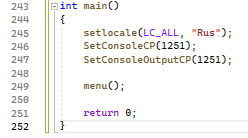 243 int main()
244 {
245 setlocale(LC_ALL, "Rus");
246 SetConsoleCP(1251);
247 SetConsoleOutputCP(1251);
248
249 menu();
250
251 return 0;
252 }